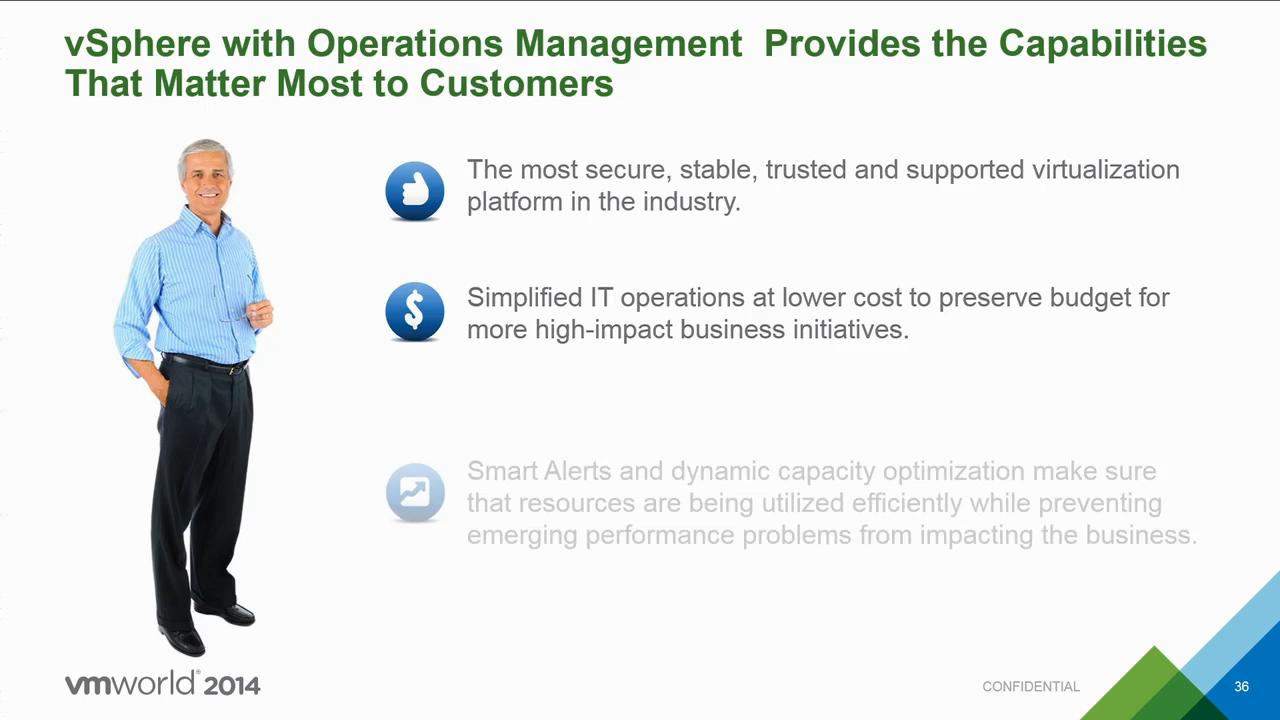 vSphere with Operations Management  Provides the Capabilities
That Matter Most to Customers
The most secure, stable, trusted and supported virtualization
platform in the industry.
$
Simplified IT operations at lower cost to preserve budget for
more high-impact business initiatives.
Smart Alerts and dynamic capacity optimization make sure
that resources are being utilized efficiently while preventing
emerging performance problems from impacting the business.
vmworld® 2014
CONFIDENTIAL
36